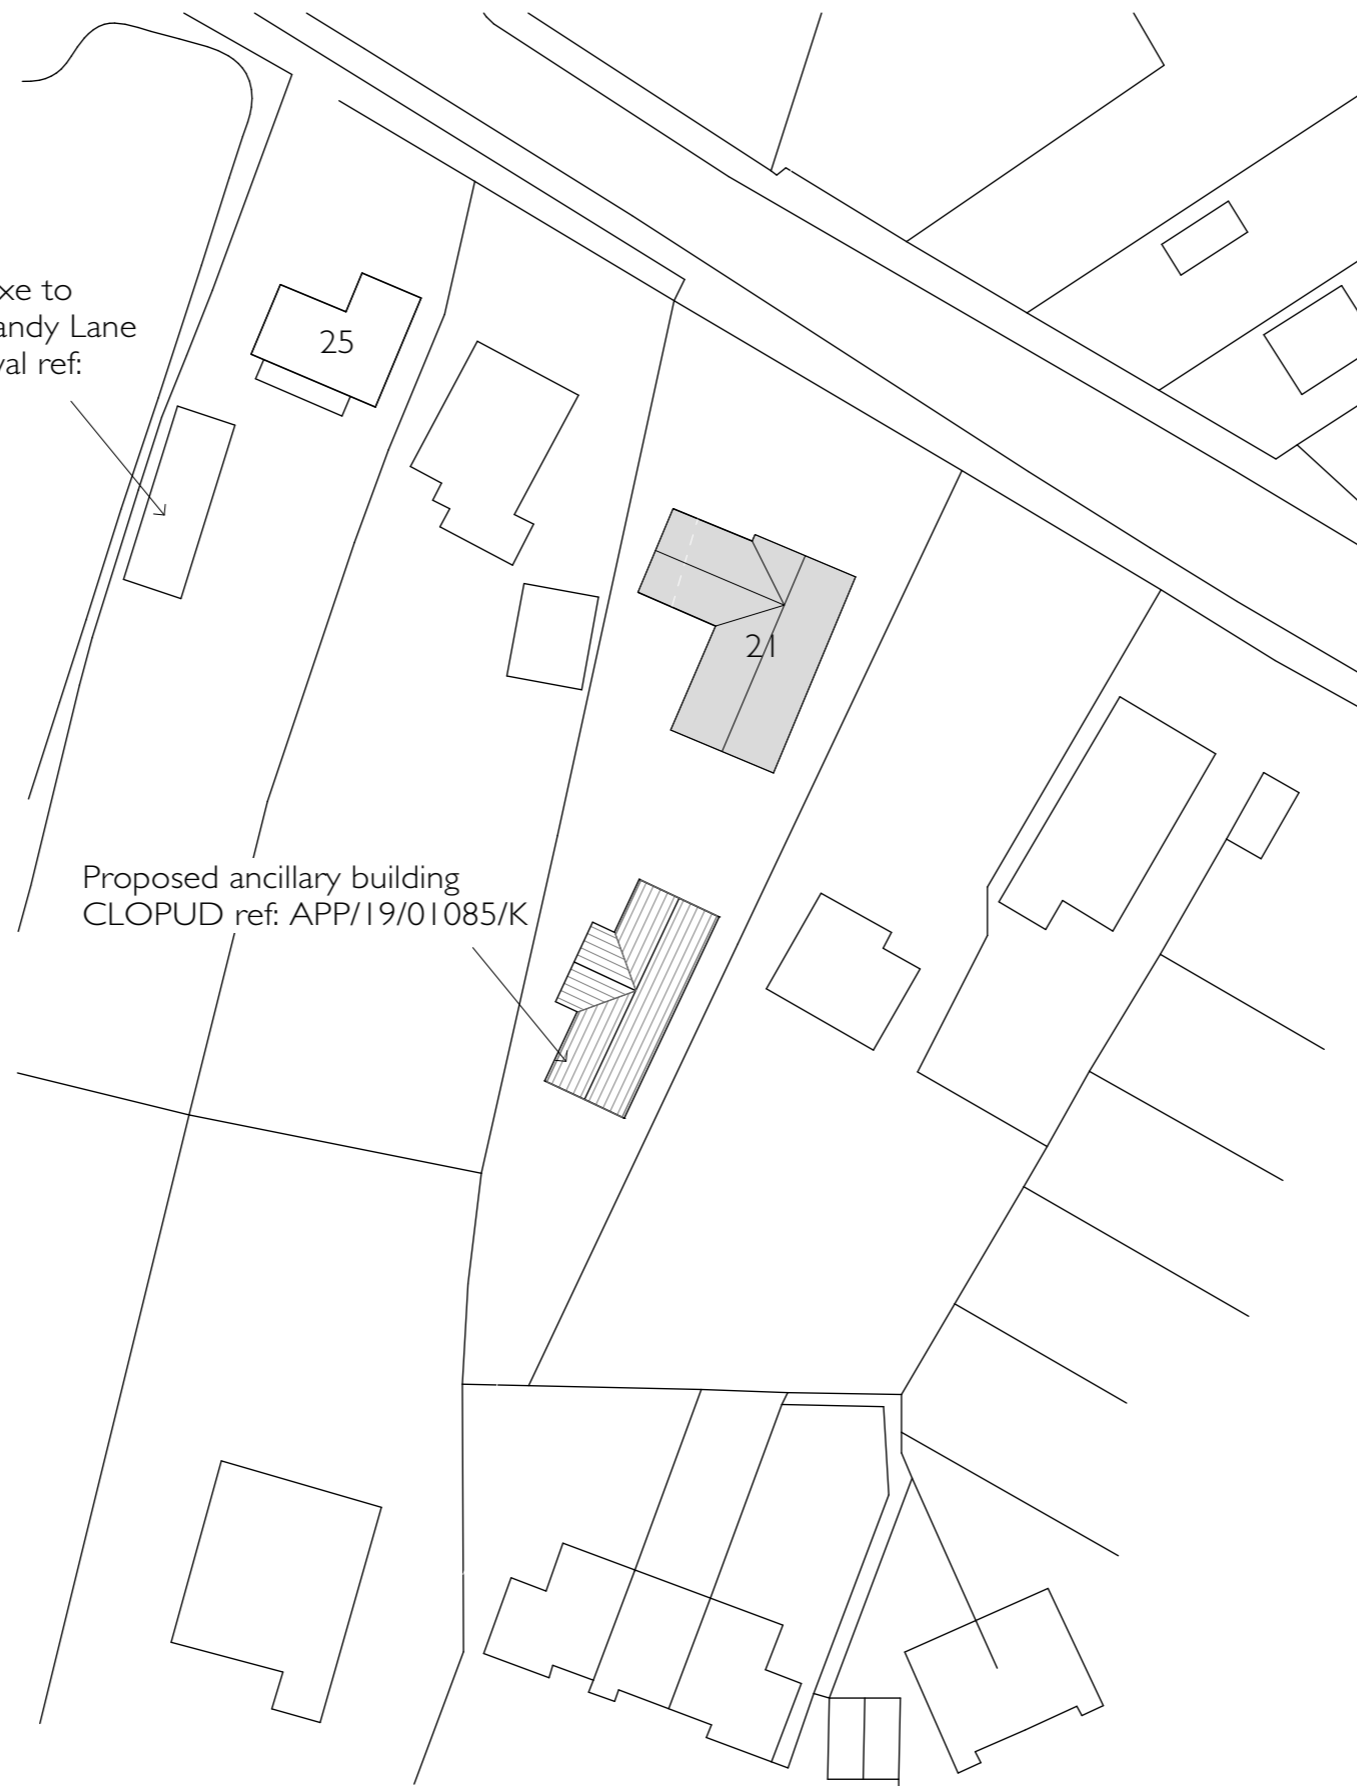 xe to
andy Lane
val ref:
25
21
Proposed ancillary building
CLOPUD ref: APP/19/01085/K